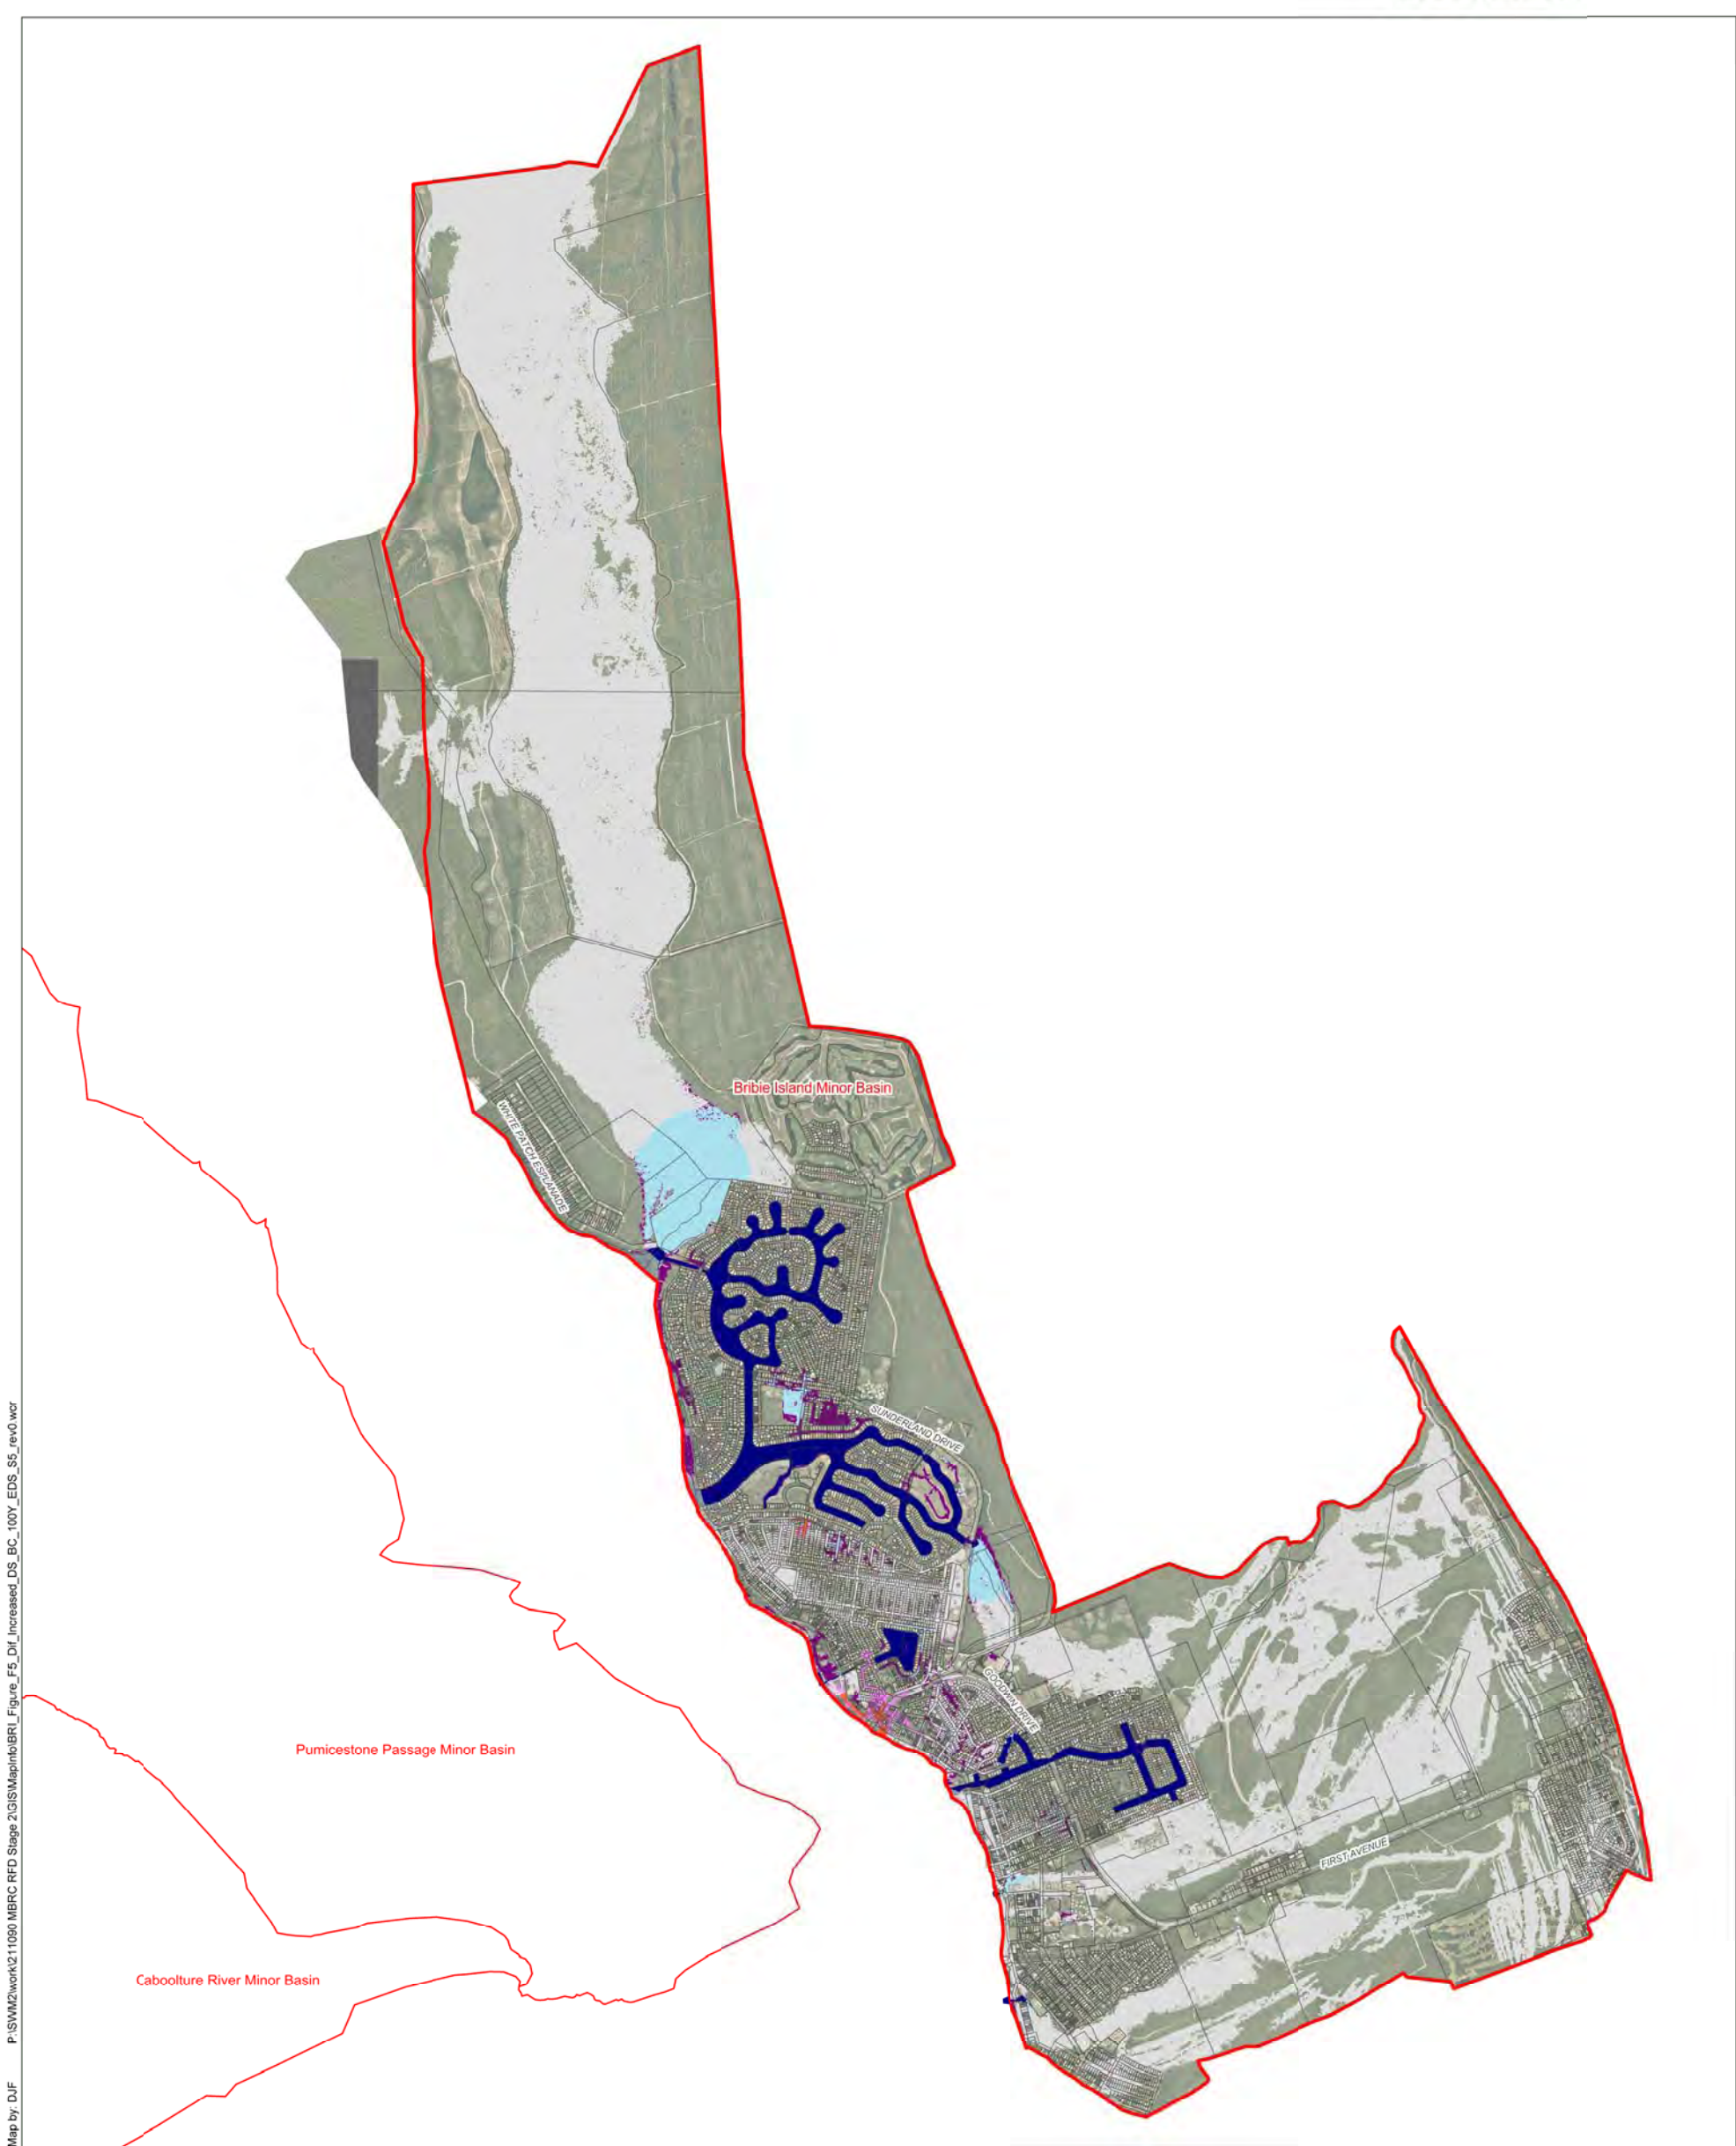 Bribie Island Minor Basin
WHITE PATCH ESPLANADE
SUNDERLAND DRIVE
GOODWIN DRIVE
Pumicestone Passage Minor Basin
FIRST AVENUE
Caboolture River Minor Basin
Map by: DJF P:\SWM2\work\211090 MBRC RFD Stage 2\GIS\MapInfo\BRI_Figure_F5_Dif_Increased_DS_BC_100Y_EDS_S5_rev0.wor